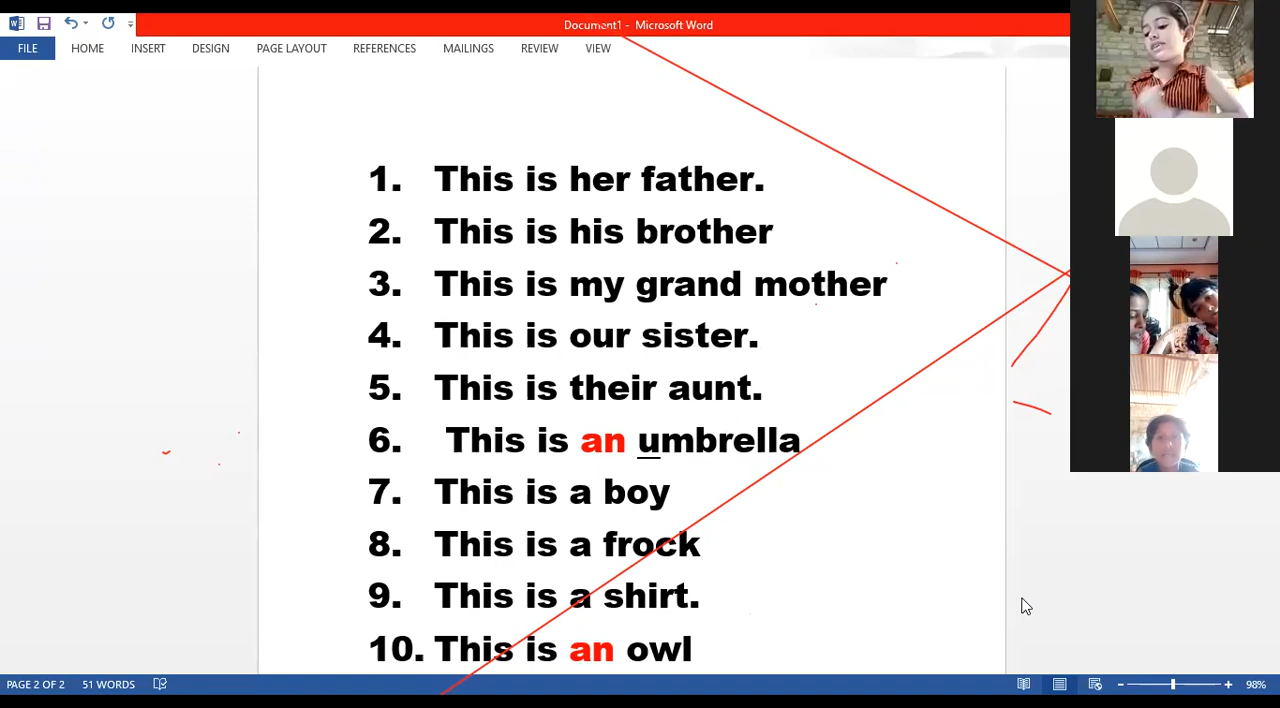 Document1 - Microsoft Word
FILE HOME INSERT DESIGN PAGE LAYOUT REFERENCES MAILINGS REVIEW VIEW
1. This is her father.
2. This is his brother
3. This is my grand mother
4. This is our sister.
5. This is their aunt.
6. This is an umbrella
7. This is a boy
8. This is a frock
9. This is a shirt.
10. This is an owl
PAGE 2 OF 2 51 WORDS 98%